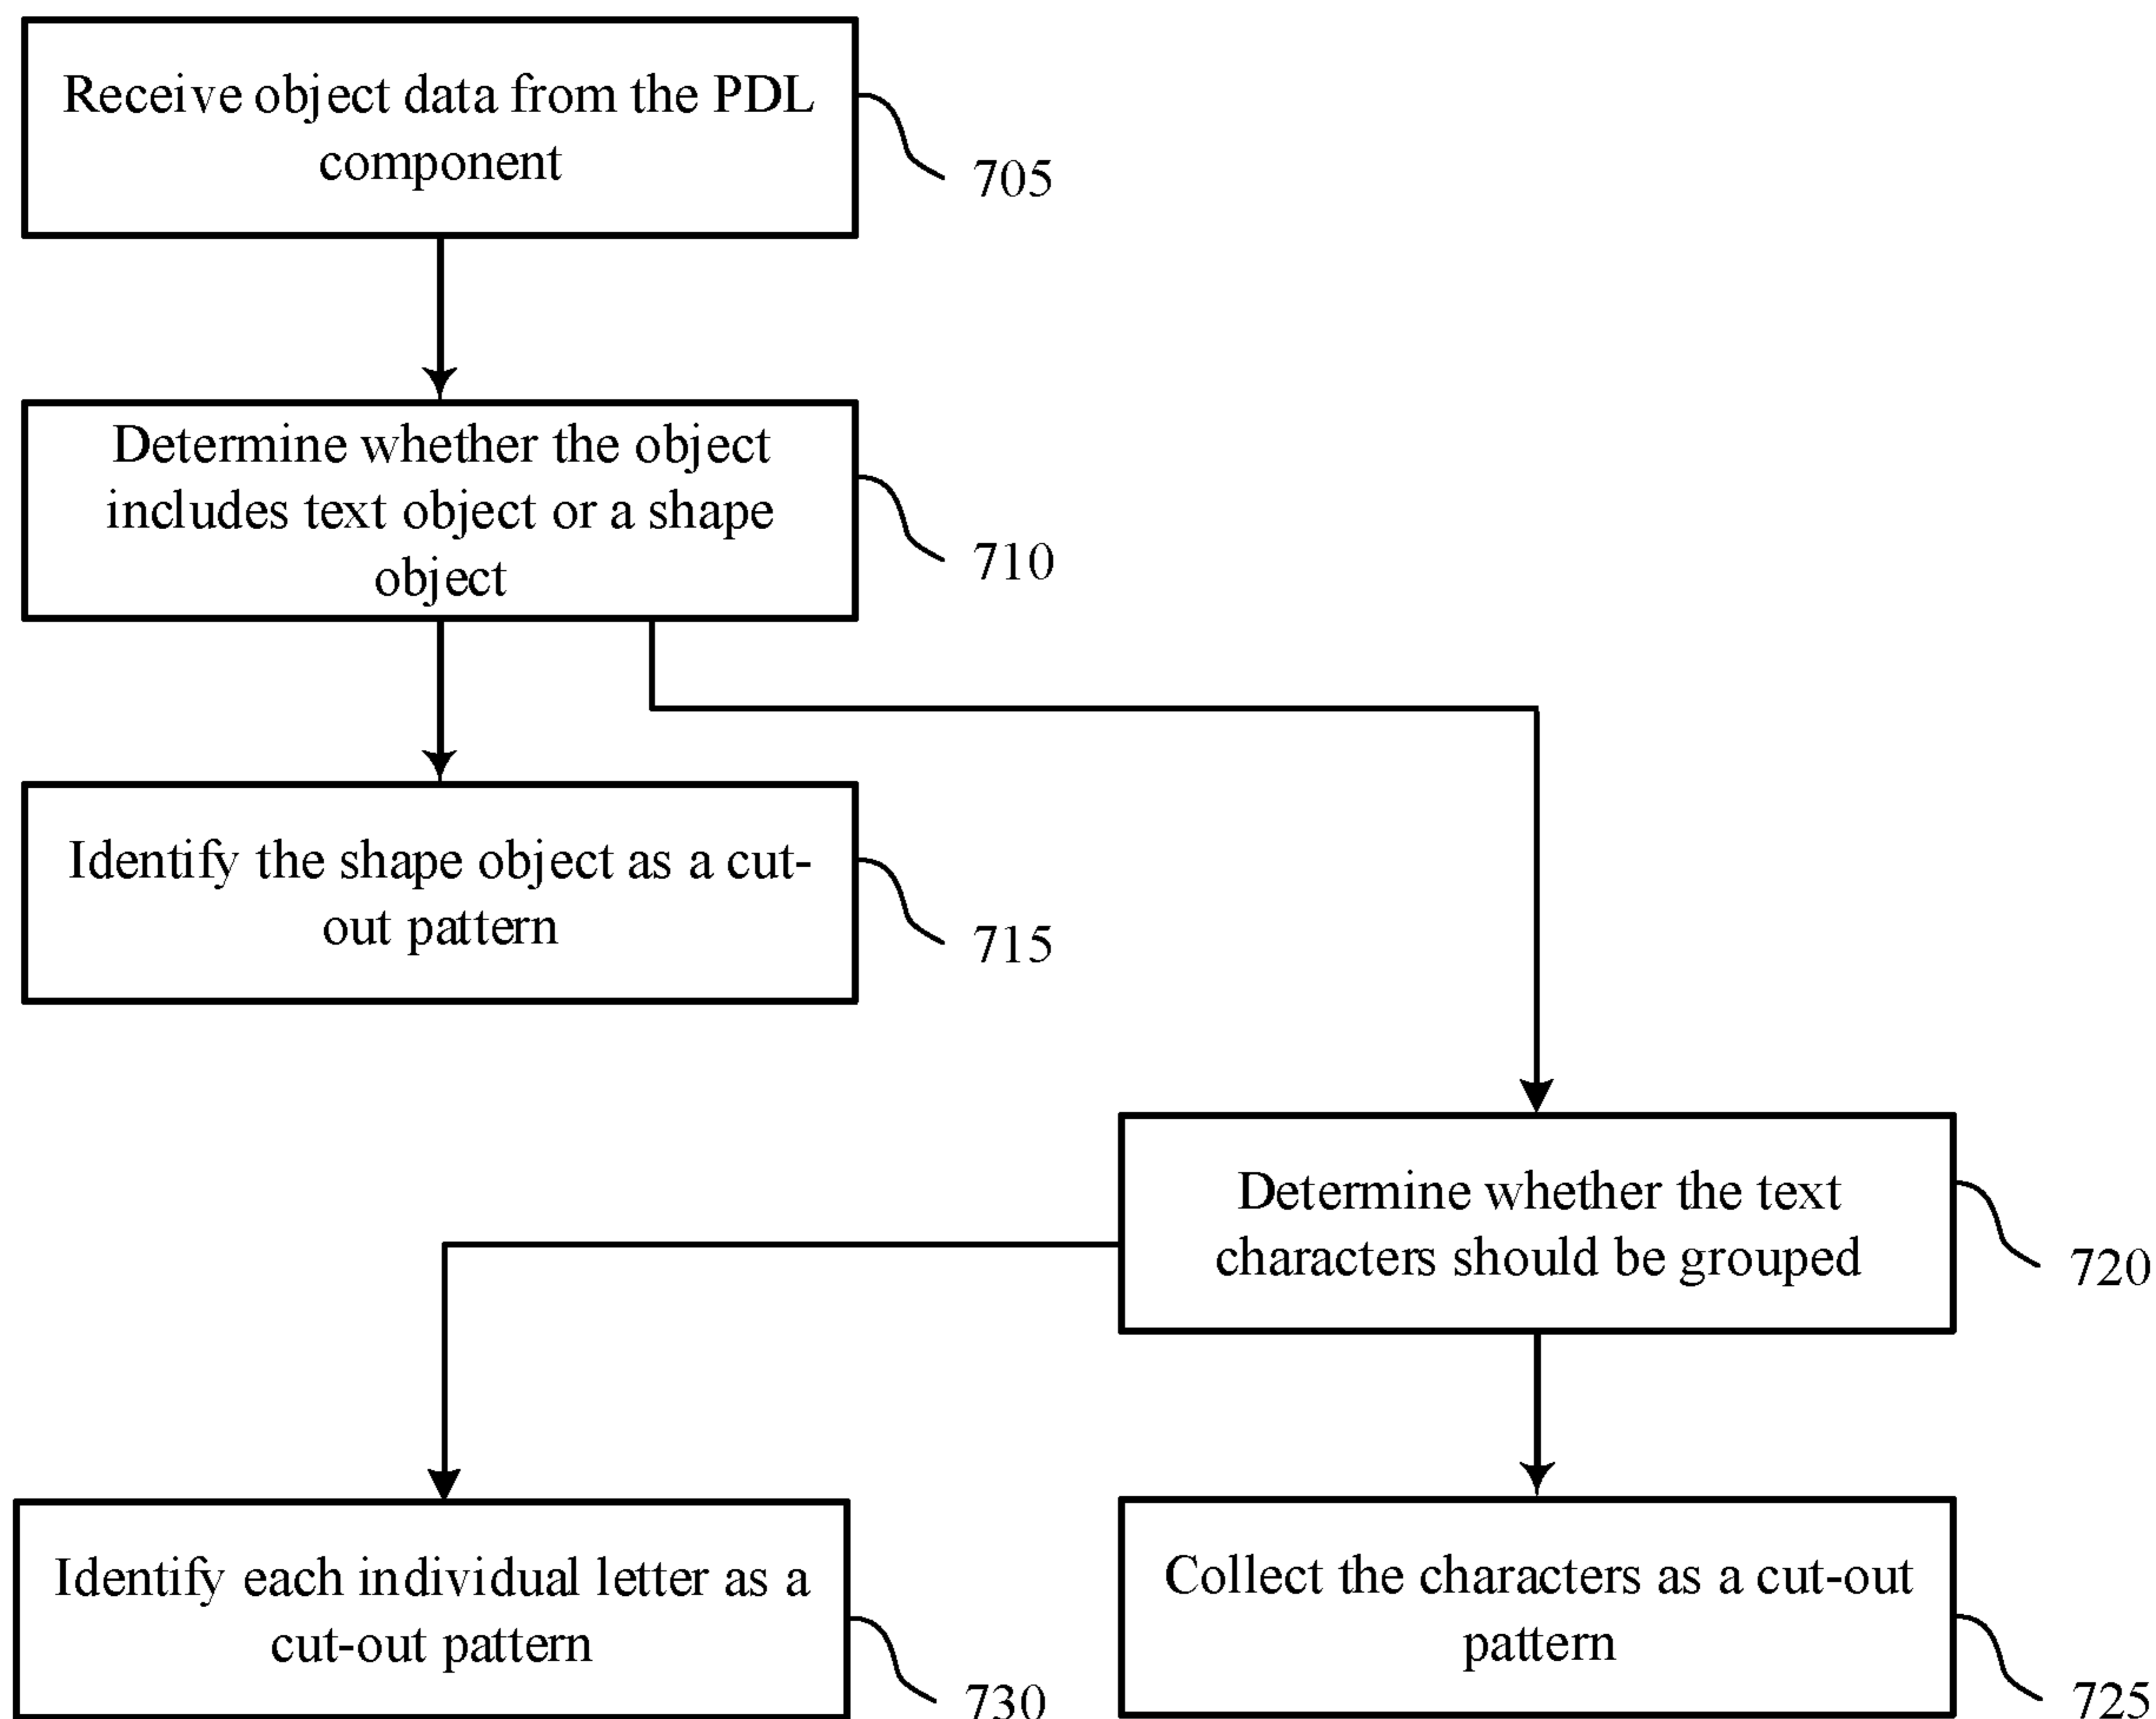 Receive object data from the PDL
component
705
Determine whether the object
includes text object or a shape
object
710
Identify the shape object as a cut-
out pattern
715
Determine whether the text
characters should be grouped
720
Identify each individual letter as a
cut-out pattern
730
Collect the characters as a cut-out
pattern
725